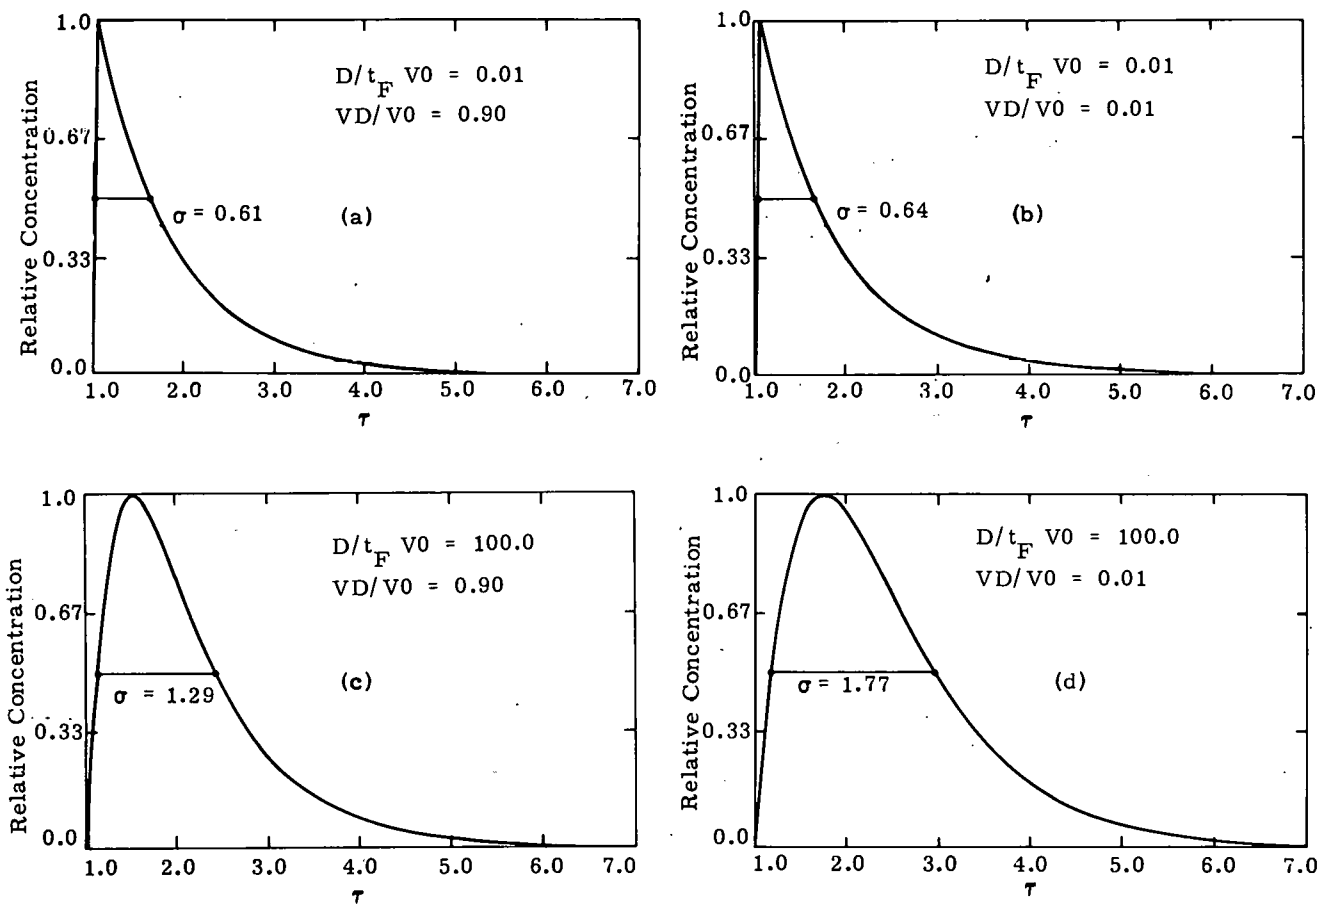 1.0
0.67
0.33
0.0
Relative Concentration
D/t_F V0 = 0.01
VD/V0 = 0.90
σ = 0.61
(a)
1.0 2.0 3.0 4.0 5.0 6.0 7.0
τ
1.0
0.67
0.33
0.0
Relative Concentration
D/t_F V0 = 0.01
VD/V0 = 0.01
σ = 0.64
(b)
1.0 2.0 3.0 4.0 5.0 6.0 7.0
τ
1.0
0.67
0.33
0.0
Relative Concentration
D/t_F V0 = 100.0
VD/V0 = 0.90
σ = 1.29
(c)
1.0 2.0 3.0 4.0 5.0 6.0 7.0
τ
1.0
0.67
0.33
0.0
Relative Concentration
D/t_F V0 = 100.0
VD/V0 = 0.01
σ = 1.77
(d)
1.0 2.0 3.0 4.0 5.0 6.0 7.0
τ